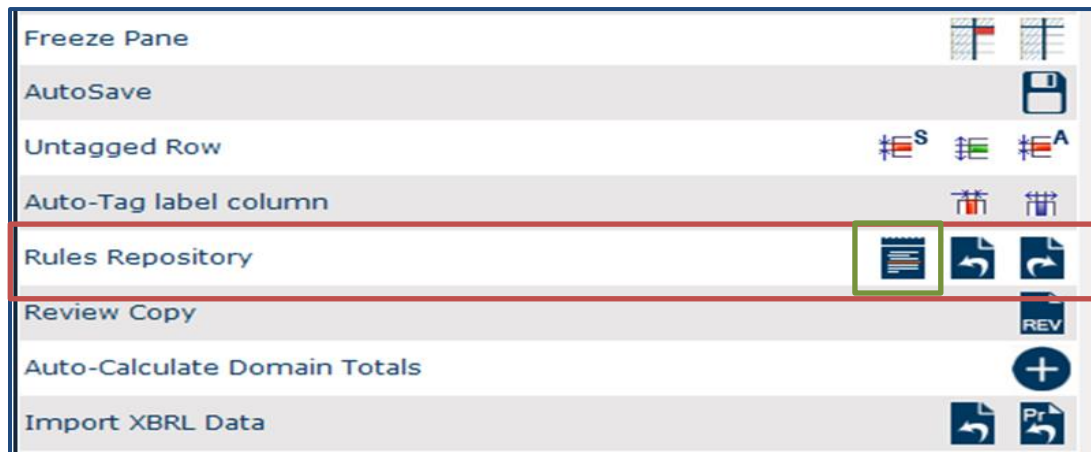 Freeze Pane
AutoSave
Untagged Row S A
Auto-Tag label column
Rules Repository
Review Copy REV
Auto-Calculate Domain Totals
Import XBRL Data Pr